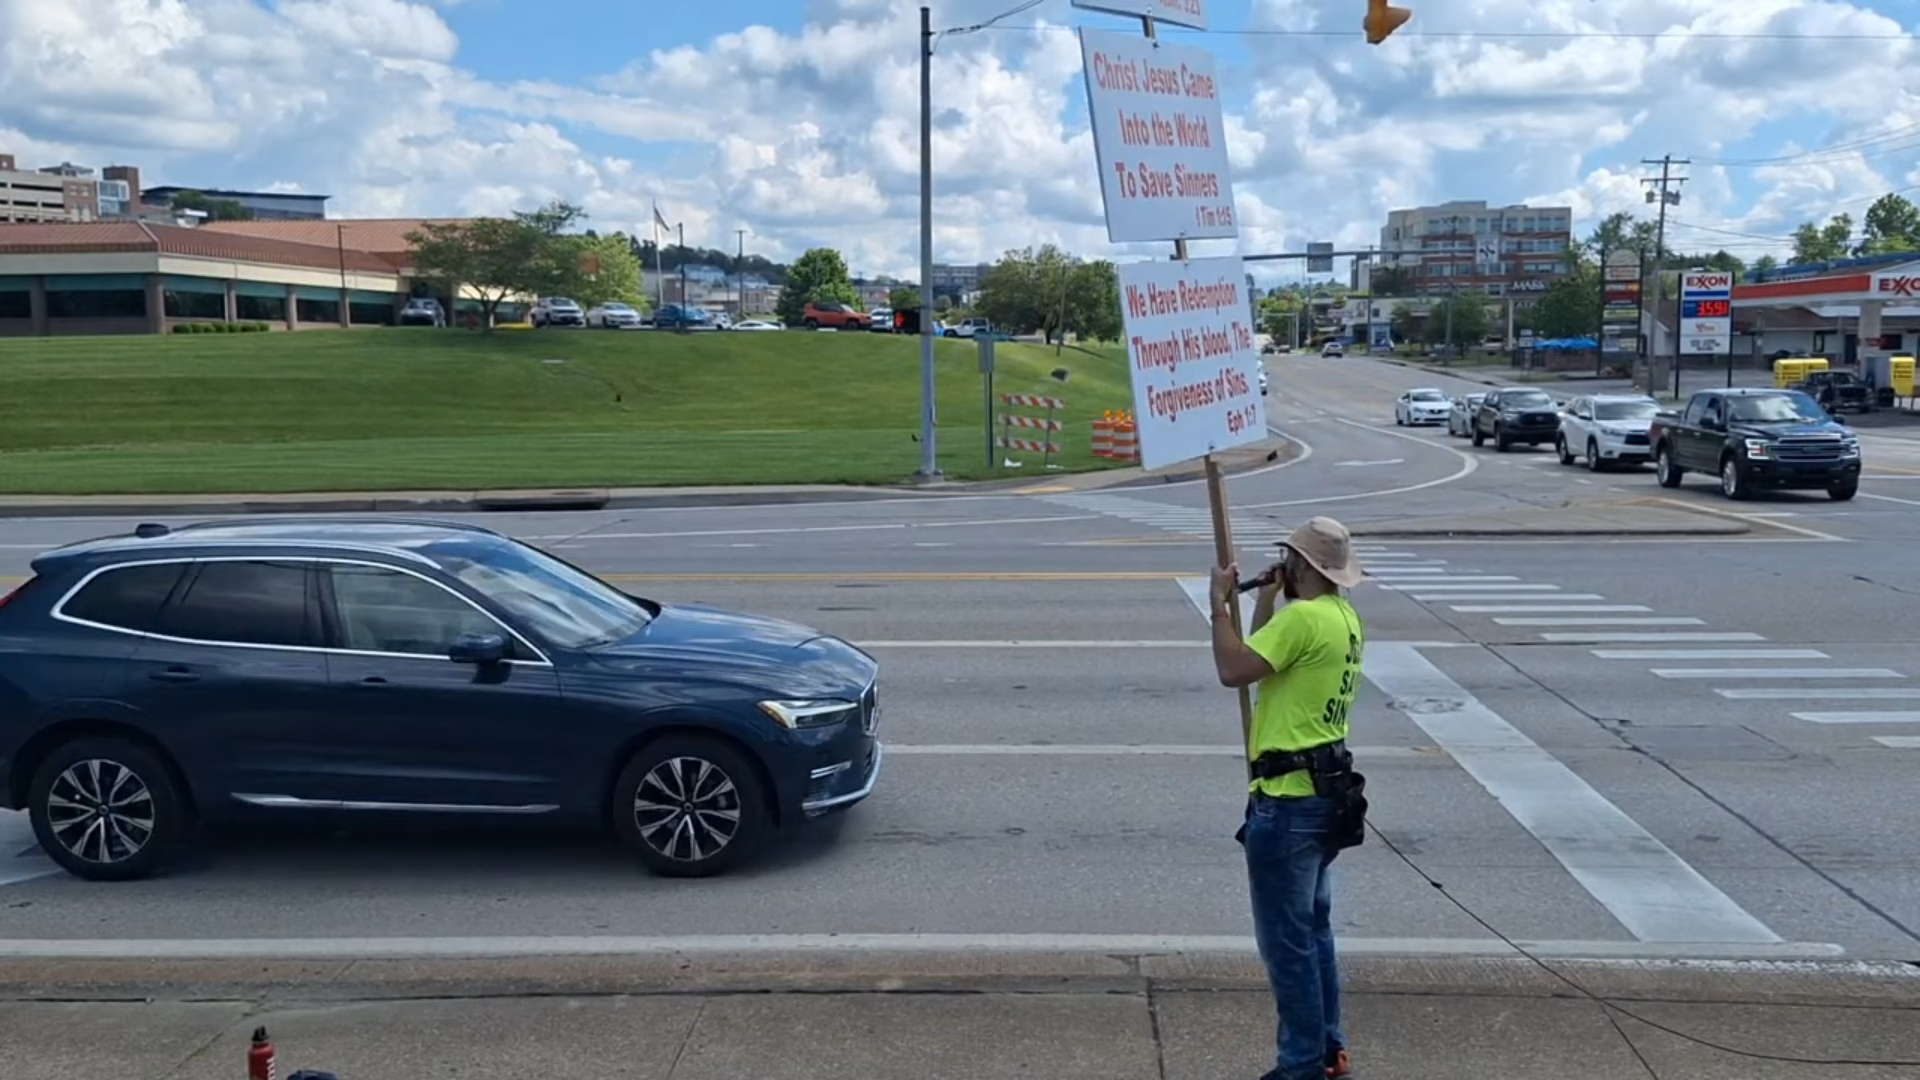 Christ Jesus Came
Into the World
To Save Sinners
1 Tim 1:15
We Have Redemption
Through His blood, The
Forgiveness of Sins.
Eph 1:7
EXXON
3.59